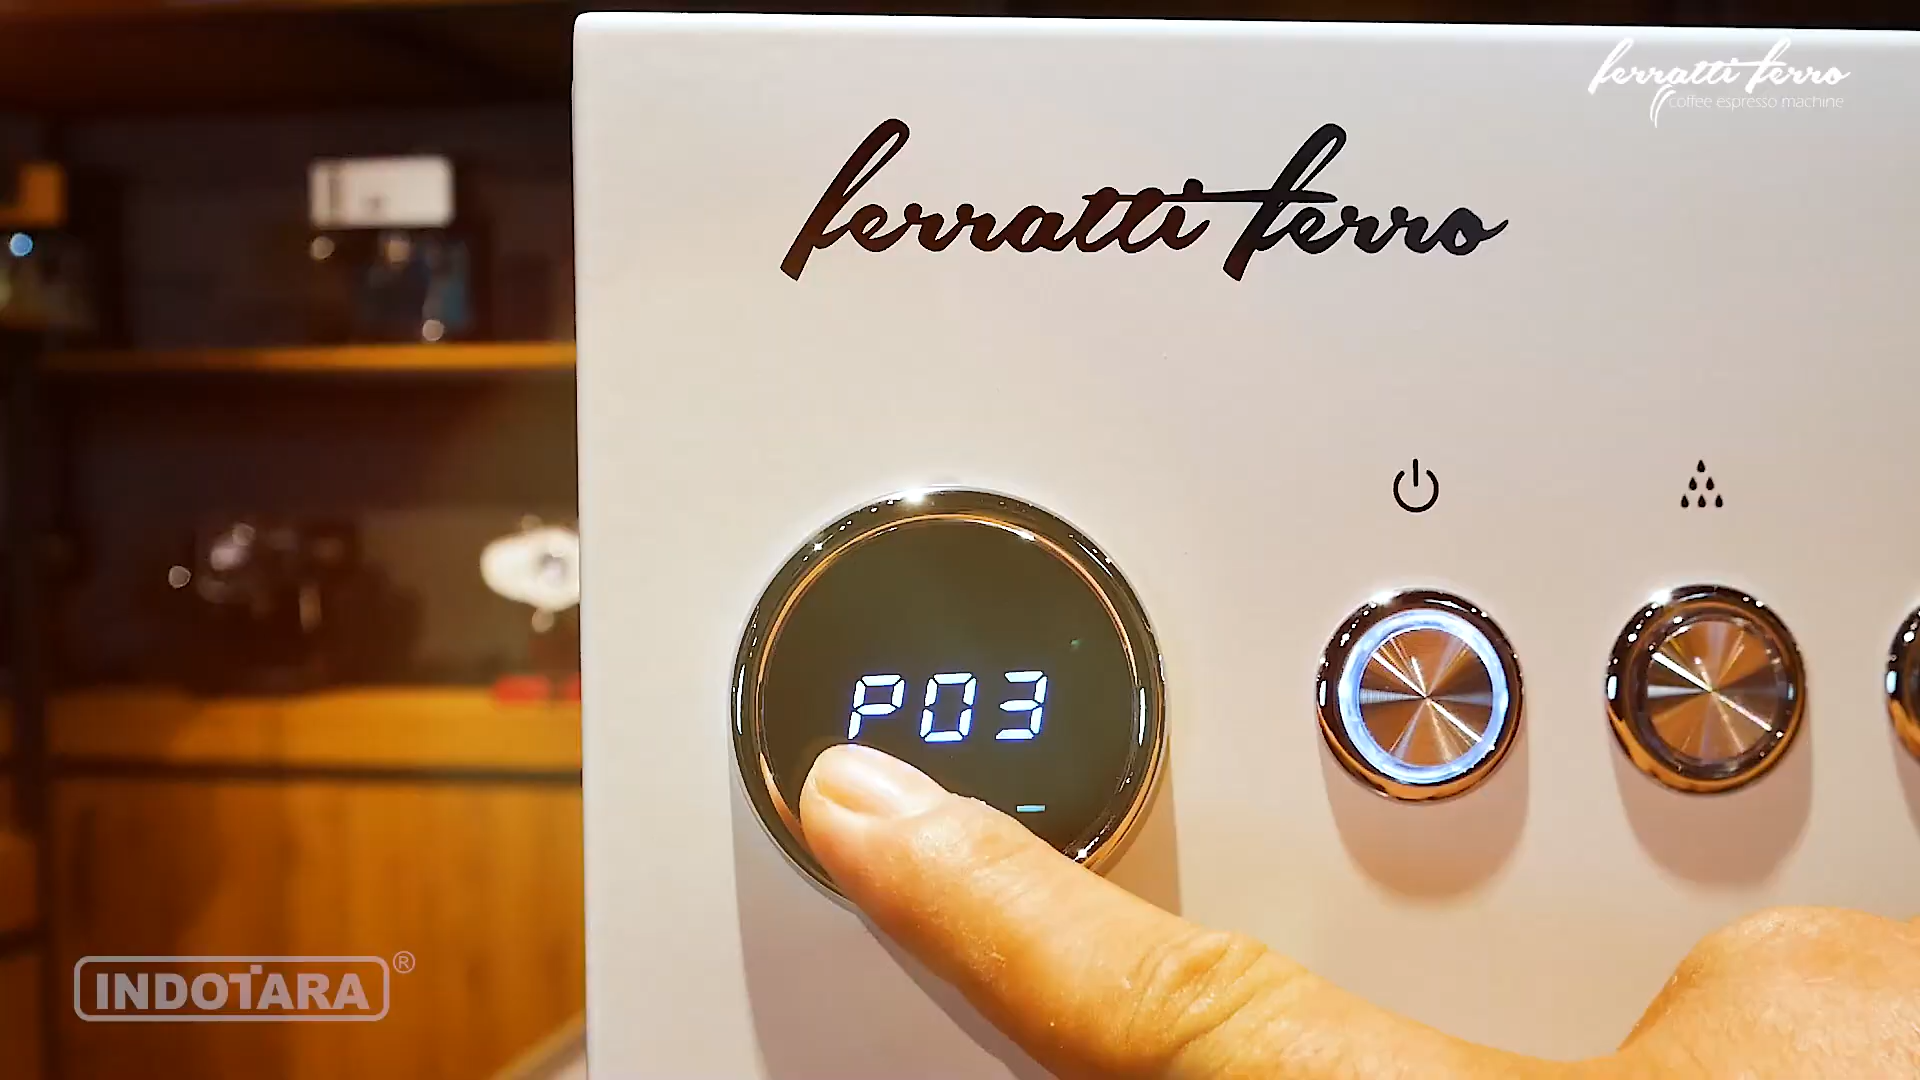 ferratti ferro
coffee espresso machine
ferratti ferro
P03
INDOTARA®